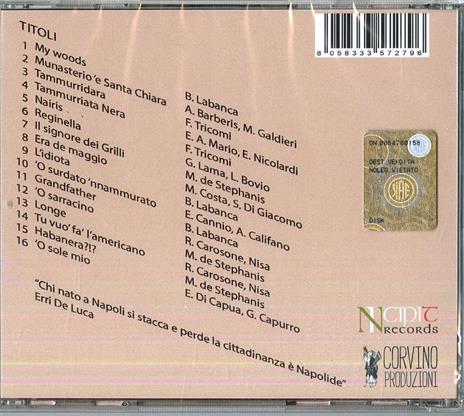 TITOLI
1 My woods
2 Munasterio 'e Santa Chiara
3 Tammurridara
4 Tammurriata Nera
5 Nairis
6 Reginella
7 Il signore dei Grilli
8 Era de maggio
9 L'idiota
10 'O surdato 'nnammurato
11 Grandfather
12 'O sarracino
13 Longe
14 Tu vuo' fa' l'americano
15 Habanera?!?
16 'O sole mio
B. Labanca
A. Barberis, M. Galdieri
F. Tricomi
E. A. Mario, E. Nicolardi
F. Tricomi
G. Lama, L. Bovio
M. de Stephanis
M. Costa, S. Di Giacomo
B. Labanca
E. Cannio, A. Califano
B. Labanca
R. Carosone, Nisa
M. de Stephanis
R. Carosone, Nisa
M. de Stephanis
E. Di Capua, G. Capurro
"Chi nato a Napoli si stacca e perde la cittadinanza è Napolide"
Erri De Luca
8 058333 572796
DEST.VENDITA
NOLEG.VIETATO
SIAE
DISK
NCIPIT
RECORDS
CORVINO
PRODUZIONI